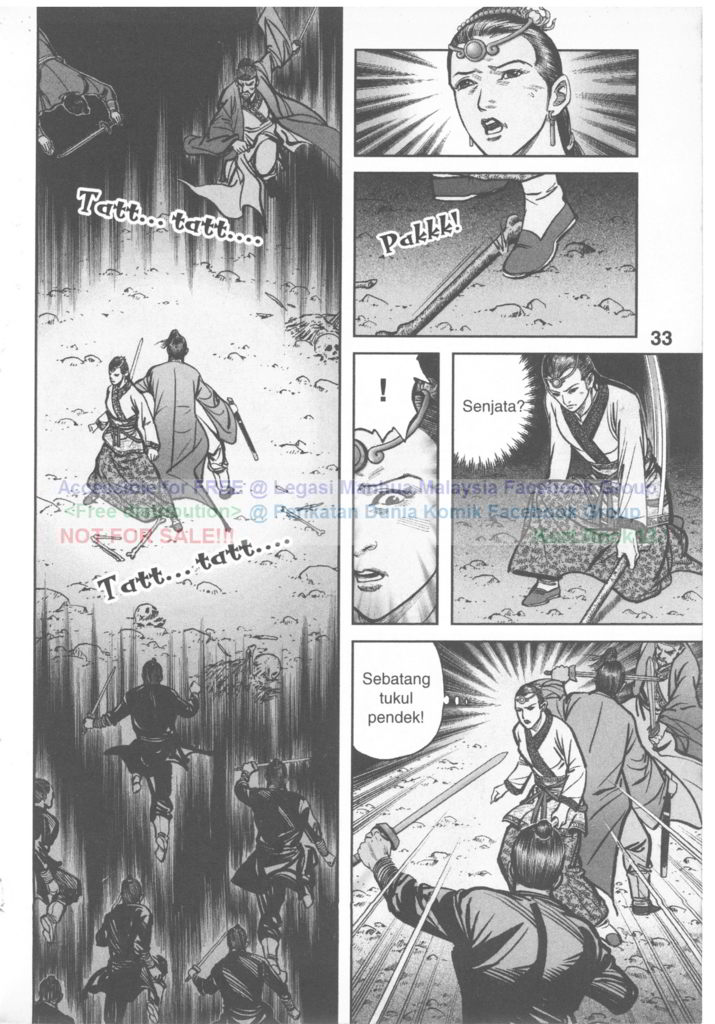 Tatt... tatt....
Pakkk!
33
!
Senjata?
Accessible for FREE @ Legasi Manhua Malaysia Facebook Group
<Free distribution> @ Perikatan Dunia Komik Facebook Group
NOT FOR SALE!!!
Tatt... tatt....
Sebatang
tukul
pendek!